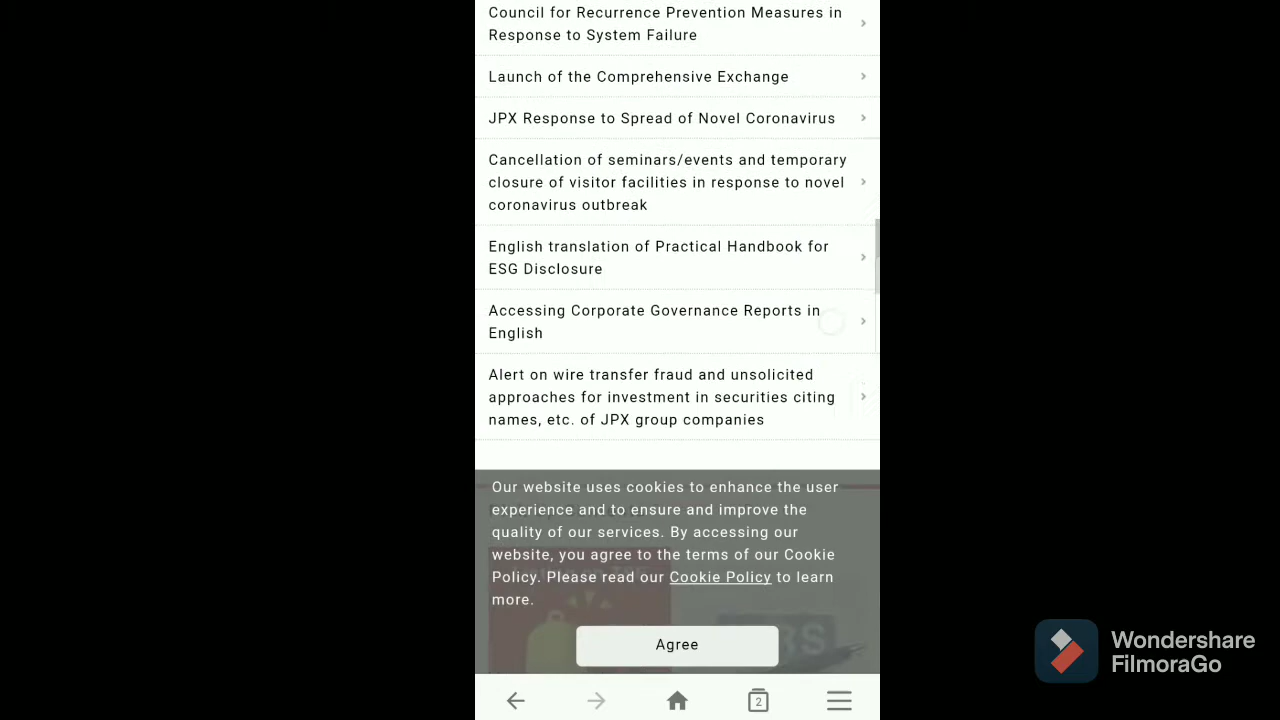 Council for Recurrence Prevention Measures in
Response to System Failure
Launch of the Comprehensive Exchange
JPX Response to Spread of Novel Coronavirus
Cancellation of seminars/events and temporary
closure of visitor facilities in response to novel
coronavirus outbreak
English translation of Practical Handbook for
ESG Disclosure
Accessing Corporate Governance Reports in
English
Alert on wire transfer fraud and unsolicited
approaches for investment in securities citing
names, etc. of JPX group companies
Our website uses cookies to enhance the user
experience and to ensure and improve the
quality of our services. By accessing our
website, you agree to the terms of our Cookie
Policy. Please read our Cookie Policy to learn
more.
Agree
2
Wondershare
FilmoraGo